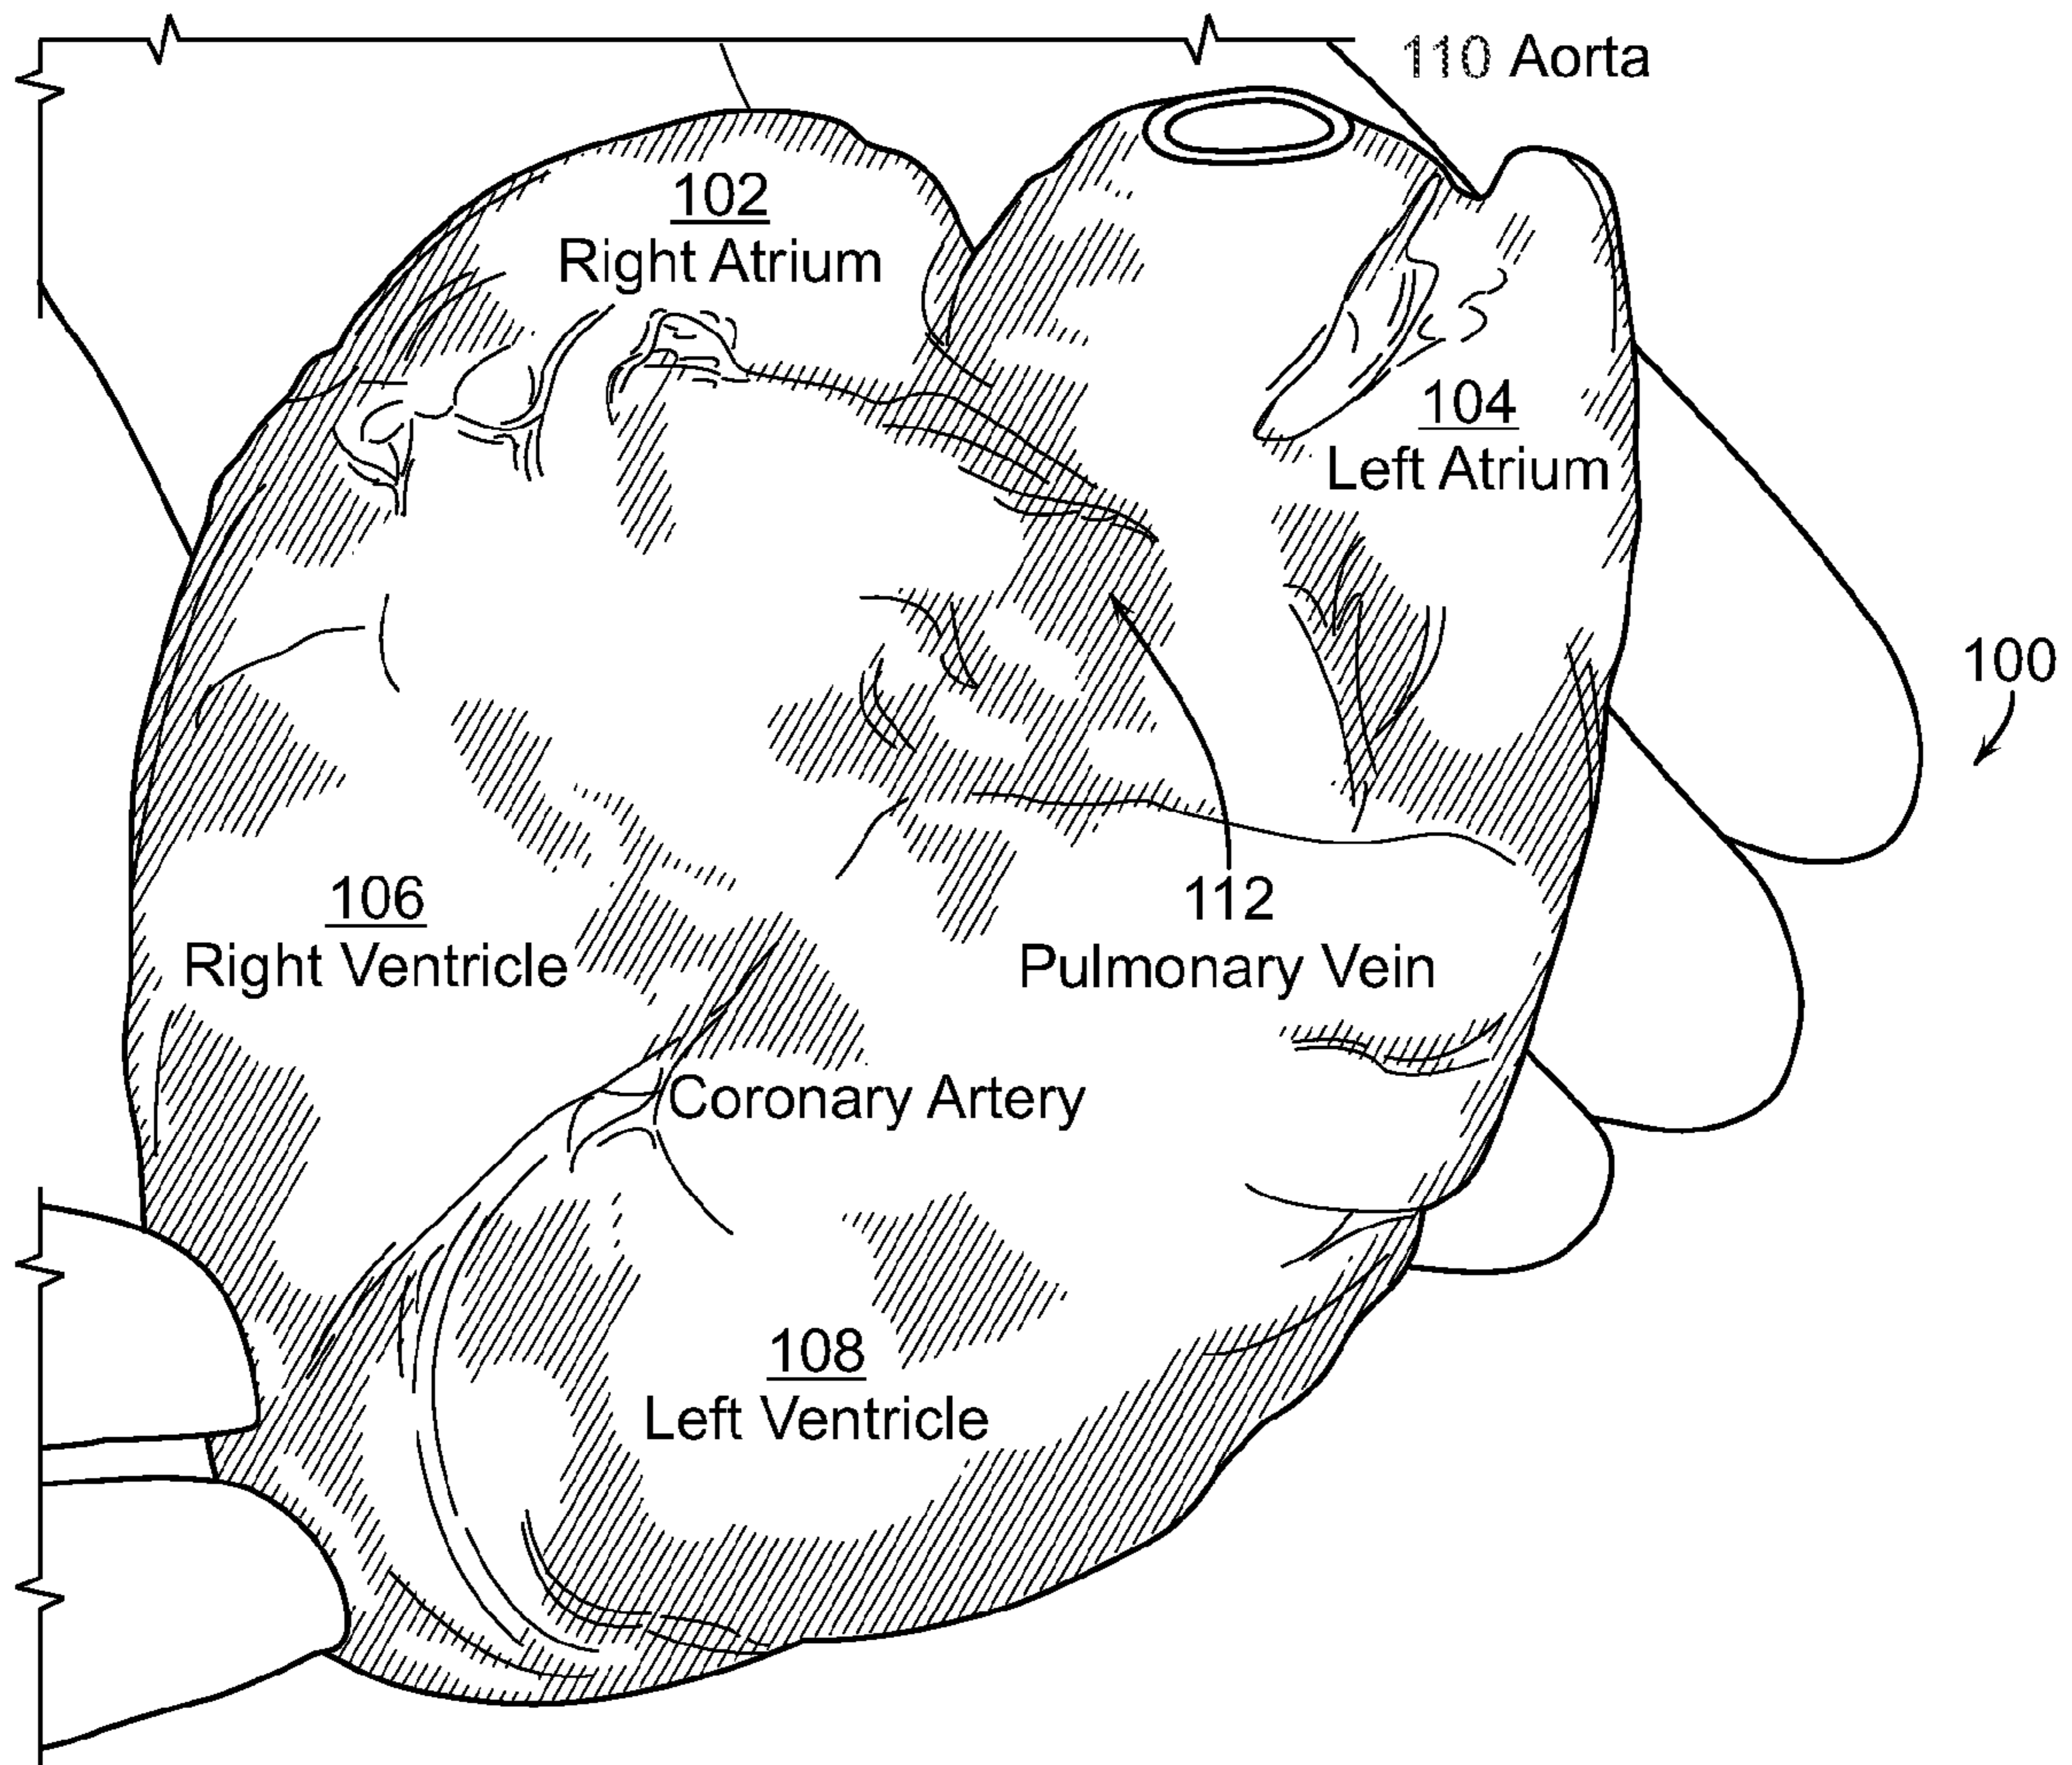 110 Aorta
102
Right Atrium
104
Left Atrium
100
106
Right Ventricle
112
Pulmonary Vein
Coronary Artery
108
Left Ventricle